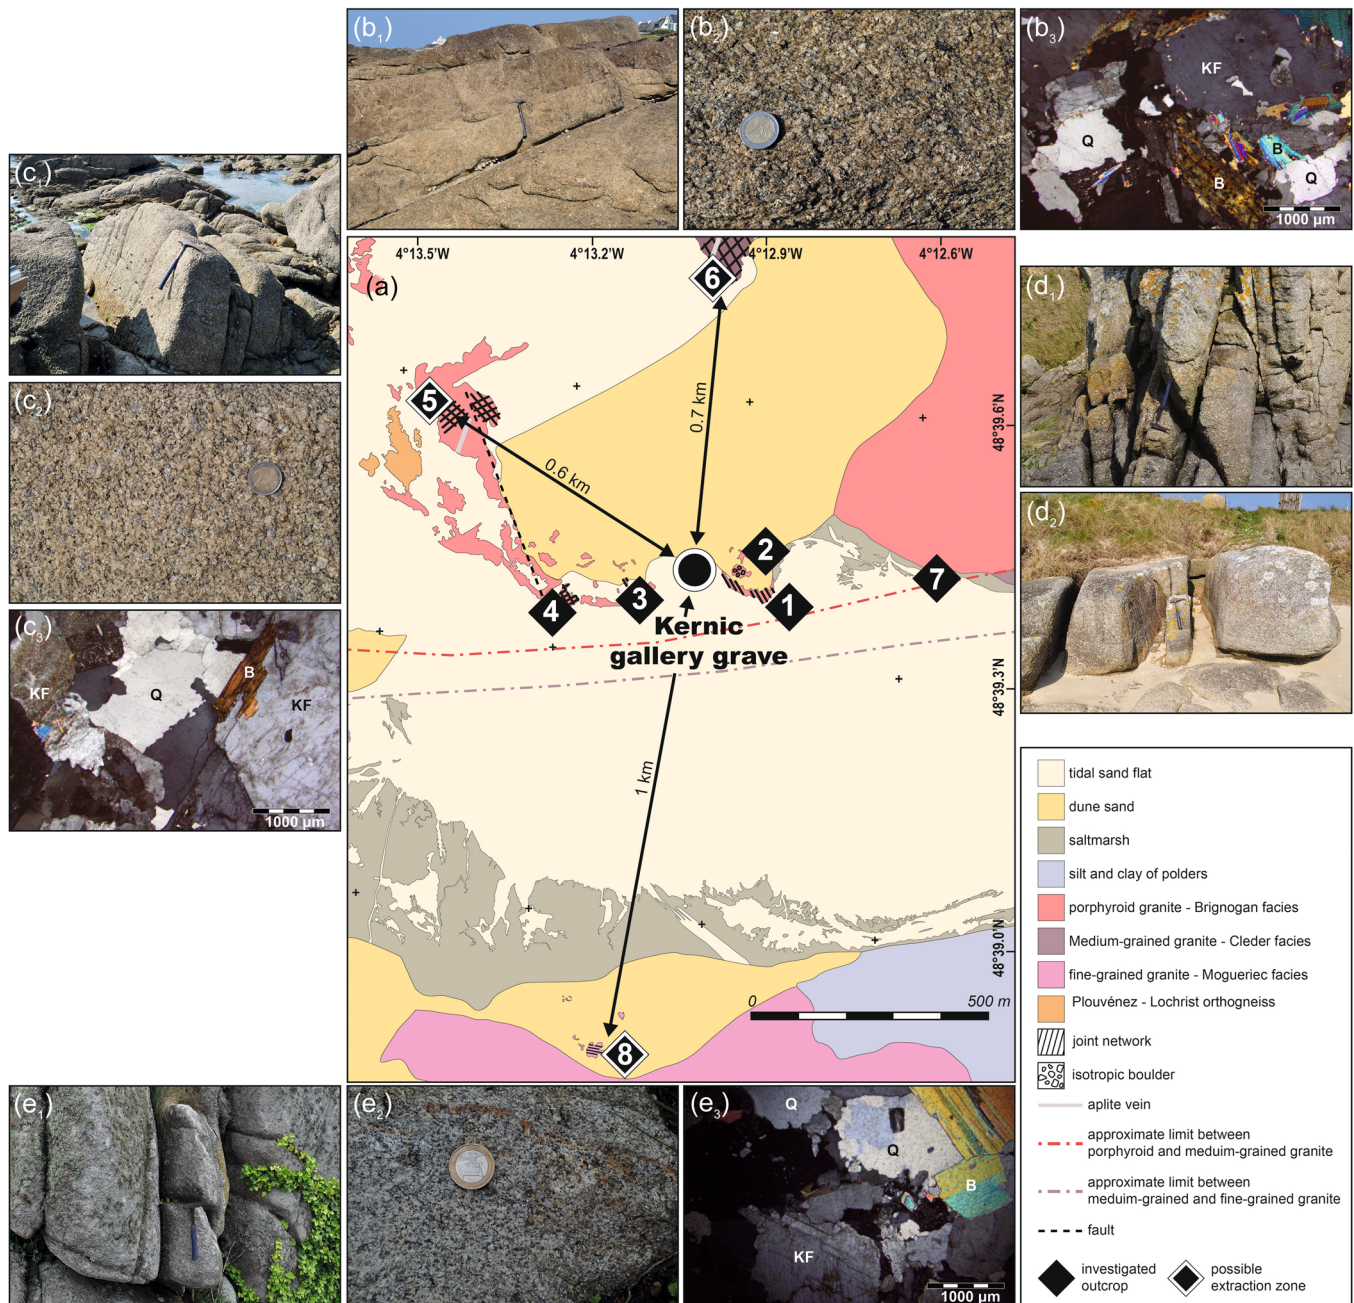 (b1)
(b2)
(b3)
KF
Q
B
B
Q
1000 µm
(c1)
(c2)
(c3)
KF
Q
B
KF
1000 µm
4°13.5'W
4°13.2'W
4°12.9'W
4°12.6'W
(a)
6
5
0.7 km
0.6 km
48°39.6'N
2
7
3
4
1
Kernic
gallery grave
48°39.3'N
1 km
48°39.0'N
0
500 m
8
(d1)
(d2)
tidal sand flat
dune sand
saltmarsh
silt and clay of polders
porphyroid granite - Brignogan facies
Medium-grained granite - Cleder facies
fine-grained granite - Mogueriec facies
Plouvénez - Lochrist orthogneiss
joint network
isotropic boulder
aplite vein
approximate limit between
porphyroid and meduim-grained granite
approximate limit between
meduim-grained and fine-grained granite
fault
investigated
outcrop
possible
extraction zone
(e1)
(e2)
(e3)
Q
Q
B
KF
1000 µm